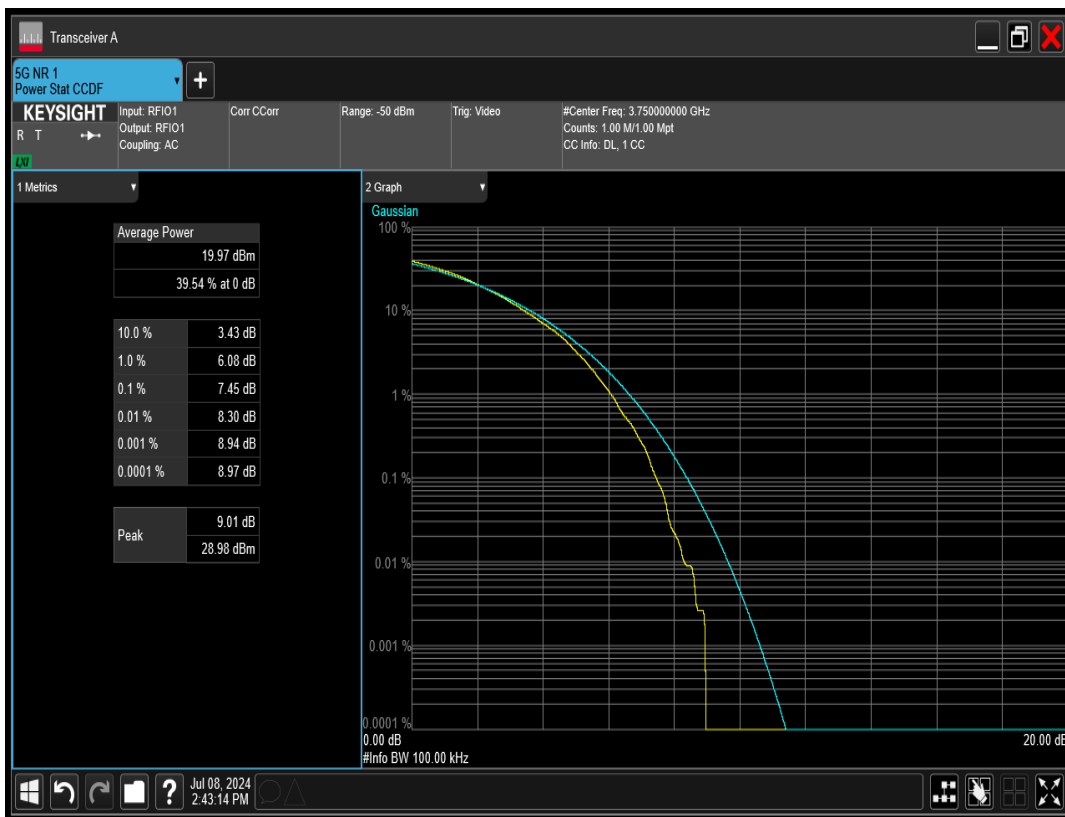 Transceiver A
5G NR 1
Power Stat CCDF
+
KEYSIGHT
R T
LXI
Input: RFIO1
Output: RFIO1
Coupling: AC
Corr CCorr
Range: -50 dBm
Trig: Video
#Center Freq: 3.750000000 GHz
Counts: 1.00 M/1.00 Mpt
CC Info: DL, 1 CC
1 Metrics
Average Power
19.97 dBm
39.54 % at 0 dB
10.0 % 3.43 dB
1.0 % 6.08 dB
0.1 % 7.45 dB
0.01 % 8.30 dB
0.001 % 8.94 dB
0.0001 % 8.97 dB
Peak
9.01 dB
28.98 dBm
2 Graph
Gaussian
100 %
10 %
1 %
0.1 %
0.01 %
0.001 %
0.0001 %
0.00 dB 20.00 dB
#Info BW 100.00 kHz
?
Jul 08, 2024
2:43:14 PM